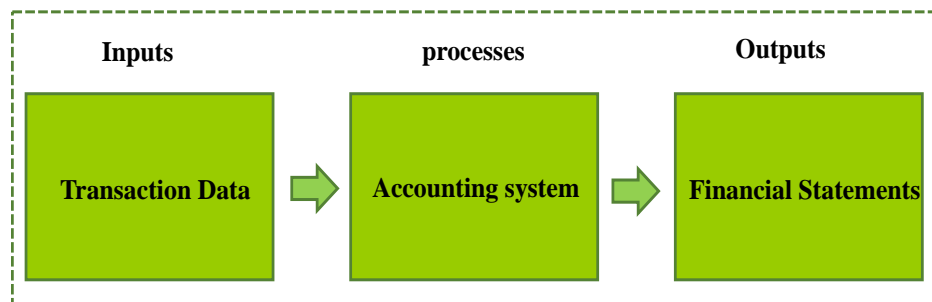 Inputs
processes
Outputs
Transaction Data
Accounting system
Financial Statements